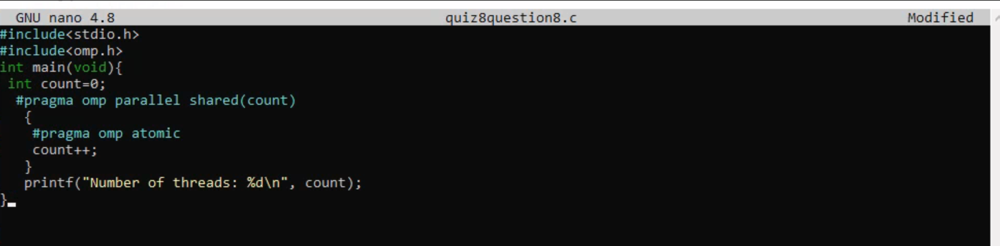 GNU nano 4.8 quiz8question8.c Modified
#include<stdio.h>
#include<omp.h>
int main(void){
int count=0;
#pragma omp parallel shared(count)
{
#pragma omp atomic
count++;
}
printf("Number of threads: %d\n", count);
}